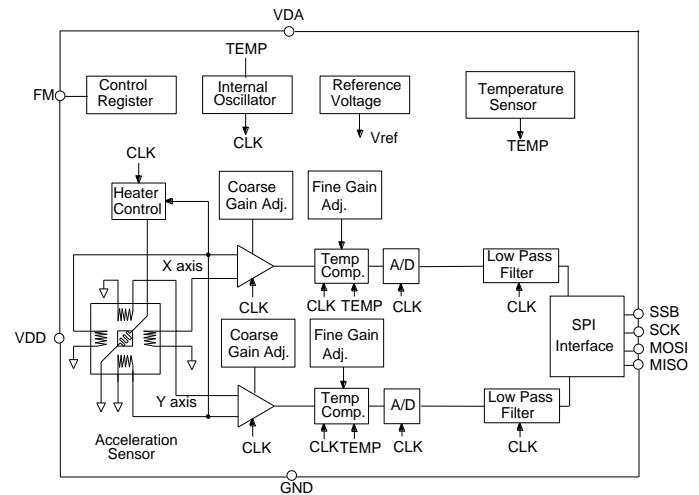 VDA
TEMP
FM
Control
Register
Internal
Oscillator
Reference
Voltage
Temperature
Sensor
CLK
Vref
TEMP
CLK
Heater
Control
Coarse
Gain Adj.
Fine Gain
Adj.
X axis
Temp
Comp.
A/D
Low Pass
Filter
CLK
CLK
TEMP
CLK
CLK
VDD
SPI
Interface
SSB
SCK
MOSI
MISO
Coarse
Gain Adj.
Fine Gain
Adj.
Y axis
Temp
Comp.
A/D
Low Pass
Filter
CLK
CLK
TEMP
CLK
CLK
Acceleration
Sensor
GND